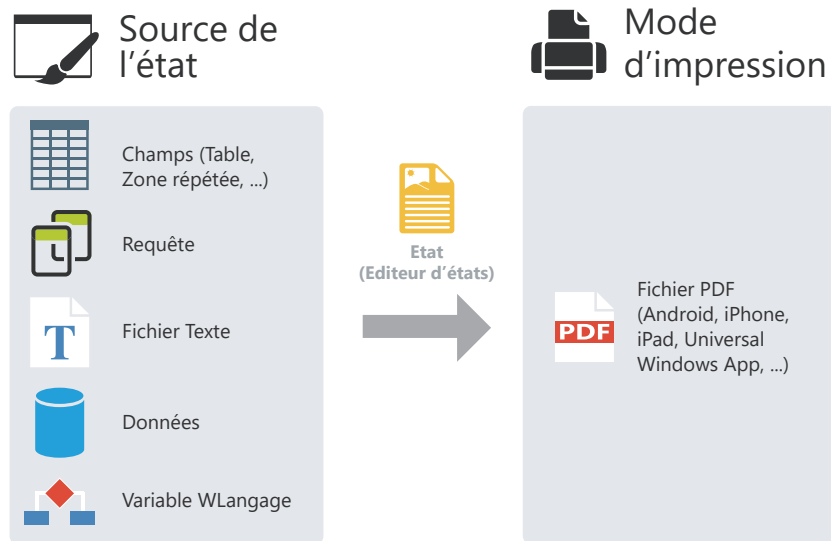 Source de
l'état
Champs (Table,
Zone répétée, ...)
Requête
T
Fichier Texte
Données
Variable WLangage
Etat
(Editeur d'états)
Mode
d'impression
PDF
Fichier PDF
(Android, iPhone,
iPad, Universal
Windows App, ...)